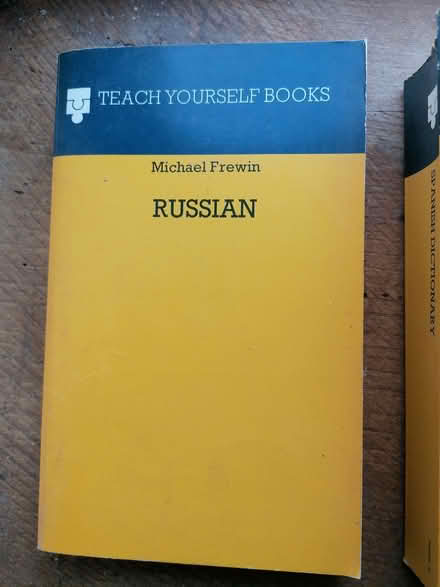 TEACH YOURSELF BOOKS
Michael Frewin
RUSSIAN
SPANISH DICTIONARY